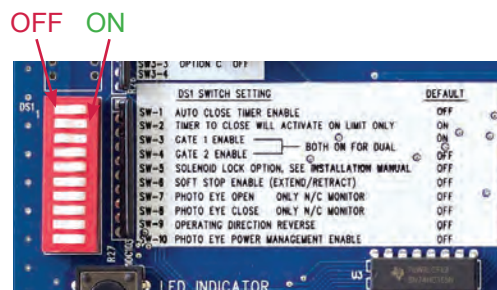 OFF ON
SW3-3 OPTION C OFF
SW3-4
DS1 SWITCH SETTING DEFAULT
DS1 1
SW-1 AUTO CLOSE TIMER ENABLE OFF
SW-2 TIMER TO CLOSE WILL ACTIVATE ON LIMIT ONLY ON
SW-3 GATE 1 ENABLE ON
BOTH ON FOR DUAL
SW-4 GATE 2 ENABLE OFF
SW-5 SOLENOID LOCK OPTION, SEE INSTALLATION MANUAL OFF
SW-6 SOFT STOP ENABLE (EXTEND/RETRACT) OFF
SW-7 PHOTO EYE OPEN ONLY N/C MONITOR OFF
SW-8 PHOTO EYE CLOSE ONLY N/C MONITOR OFF
SW-9 OPERATING DIRECTION REVERSE OFF
SW-10 PHOTO EYE POWER MANAGEMENT ENABLE OFF
R27
U3
LED INDICATOR